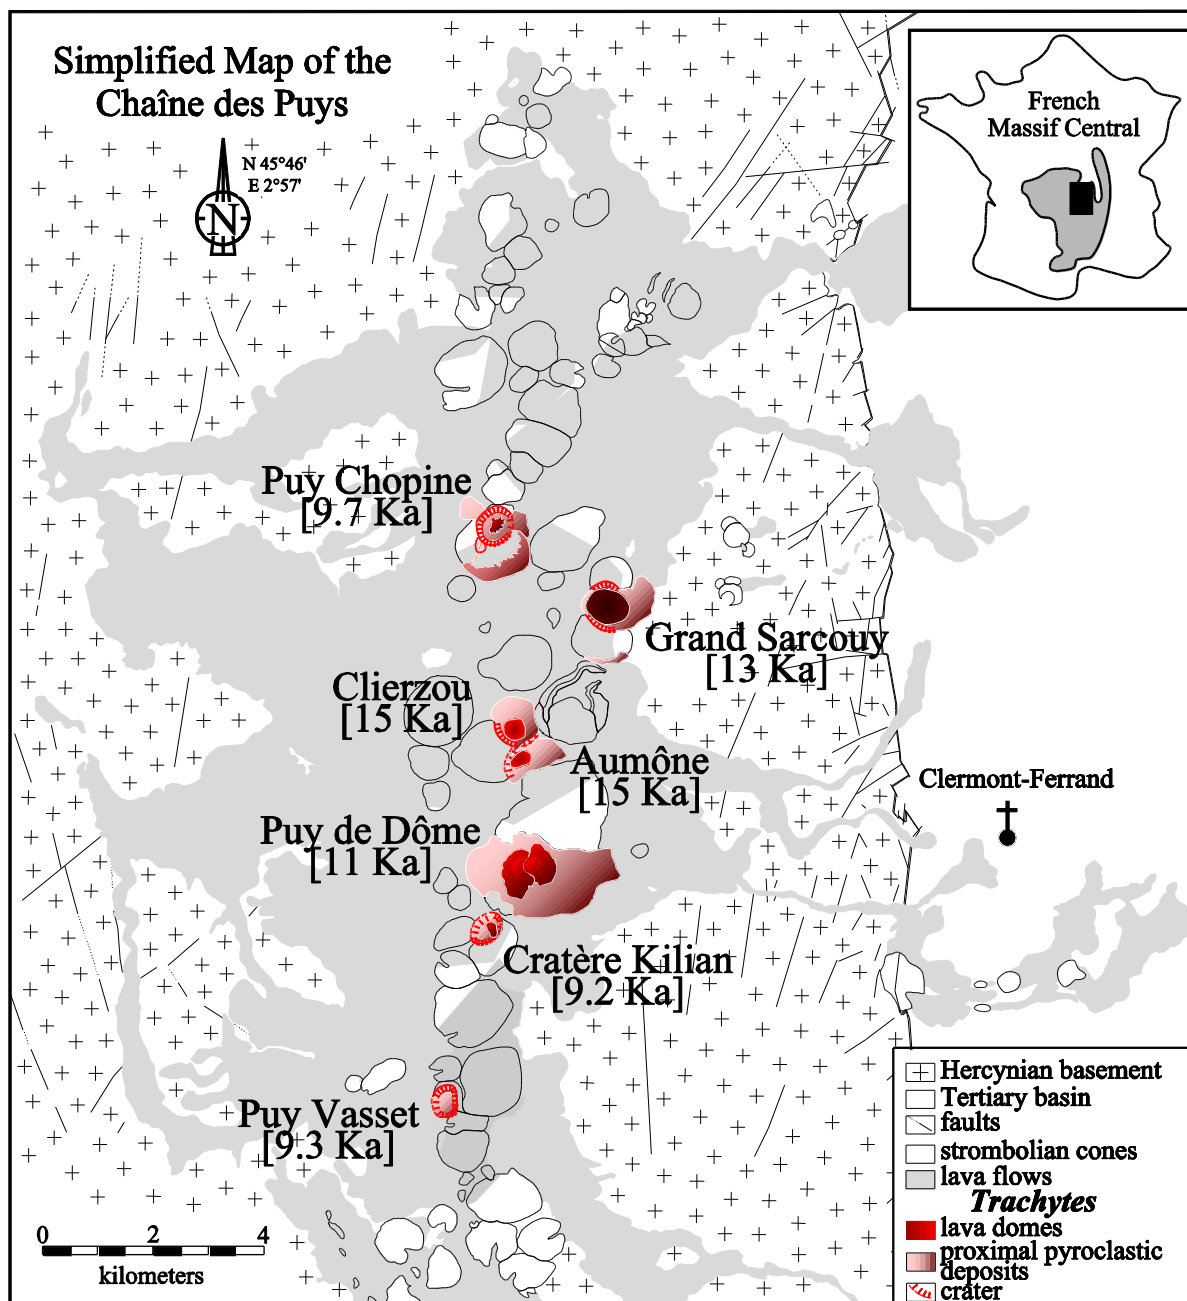 Simplified Map of the
Chaîne des Puys
N 45°46'
E 2°57'
N
French
Massif Central
Puy Chopine
[9.7 Ka]
Grand Sarcouy
[13 Ka]
Clierzou
[15 Ka]
Aumône
[15 Ka]
Clermont-Ferrand
Puy de Dôme
[11 Ka]
Cratère Kilian
[9.2 Ka]
Puy Vasset
[9.3 Ka]
0 2 4
kilometers
Hercynian basement
Tertiary basin
faults
strombolian cones
lava flows
Trachytes
lava domes
proximal pyroclastic
deposits
crater